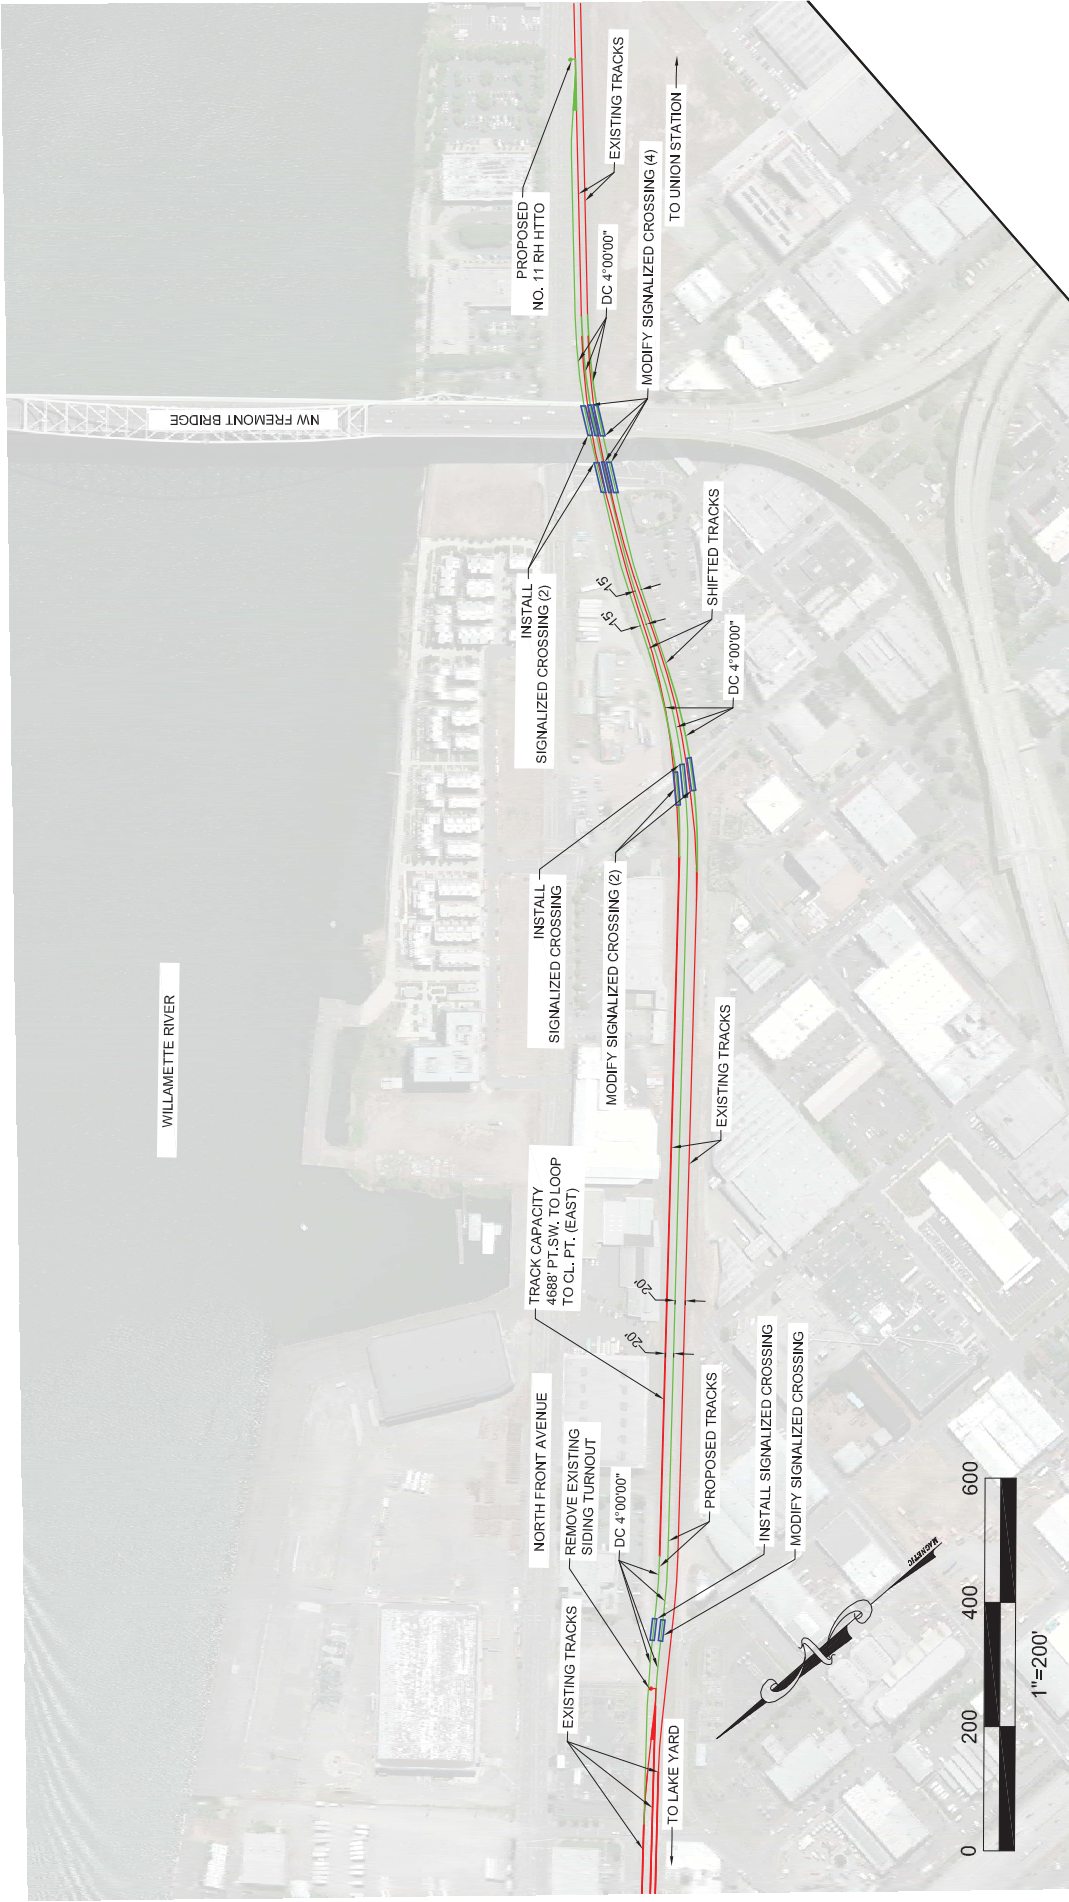 WILLAMETTE RIVER
NW FREMONT BRIDGE
PROPOSED
NO. 11 RH HTTO
EXISTING TRACKS
TO UNION STATION
DC 4°00'00"
MODIFY SIGNALIZED CROSSING (4)
INSTALL
SIGNALIZED CROSSING (2)
15'
15'
SHIFTED TRACKS
DC 4°00'00"
INSTALL
SIGNALIZED CROSSING
MODIFY SIGNALIZED CROSSING (2)
EXISTING TRACKS
TRACK CAPACITY
4688' PT.SW. TO LOOP
TO CL. PT. (EAST)
20'
20'
NORTH FRONT AVENUE
REMOVE EXISTING
SIDING TURNOUT
DC 4°00'00"
PROPOSED TRACKS
INSTALL SIGNALIZED CROSSING
MODIFY SIGNALIZED CROSSING
EXISTING TRACKS
TO LAKE YARD
MAGNETIC
N
0 200 400 600
1"=200'